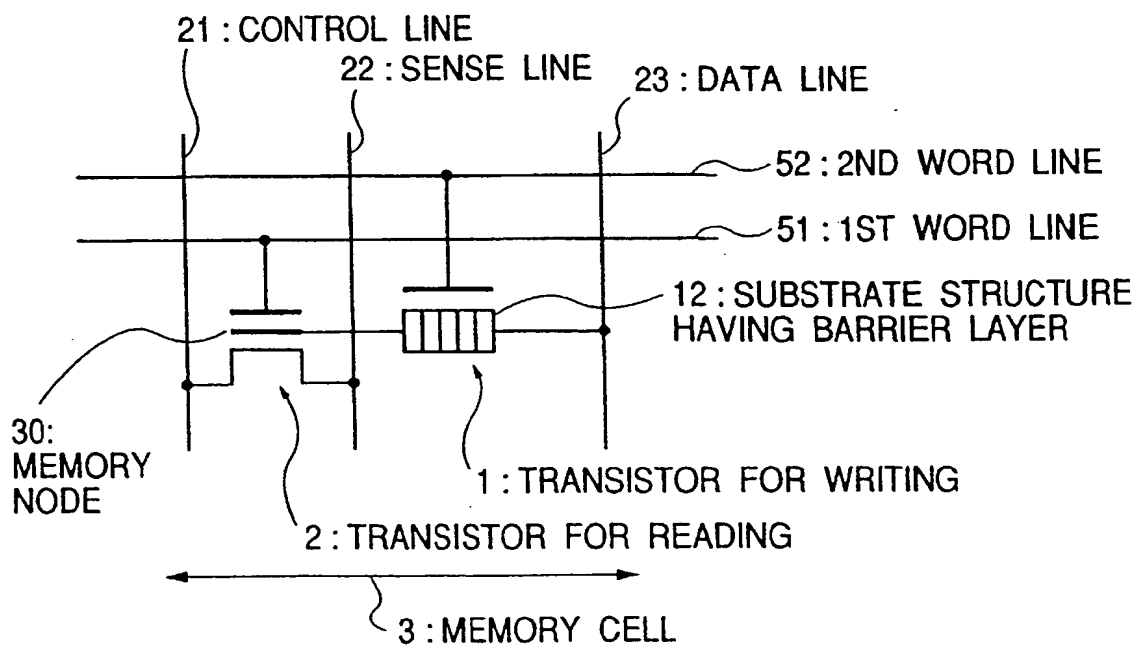 21 : CONTROL LINE
22 : SENSE LINE
23 : DATA LINE
52 : 2ND WORD LINE
51 : 1ST WORD LINE
12 : SUBSTRATE STRUCTURE
HAVING BARRIER LAYER
30:
MEMORY
NODE
1 : TRANSISTOR FOR WRITING
2 : TRANSISTOR FOR READING
3 : MEMORY CELL